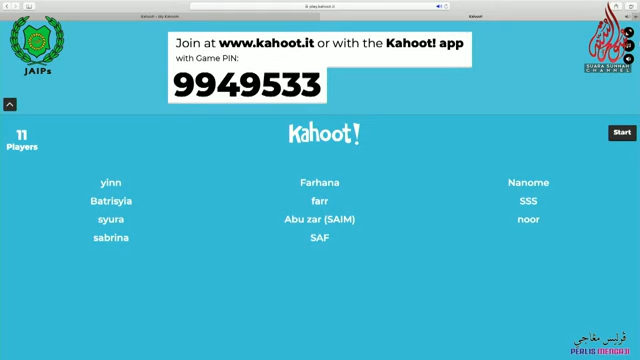 play.kahoot.it
Kahoot! - My Kahoots
Kahoot!
JAIPs
Join at www.kahoot.it or with the Kahoot! app
with Game PIN:
9949533
SUARA SUNNAH
CHANNEL
11
Players
Kahoot!
Start
yinn
Farhana
Nanome
Batrisyia
farr
SSS
syura
Abu zar (SAIM)
noor
sabrina
SAF
ڤرليس مڠاجي
PERLIS MENGAJI